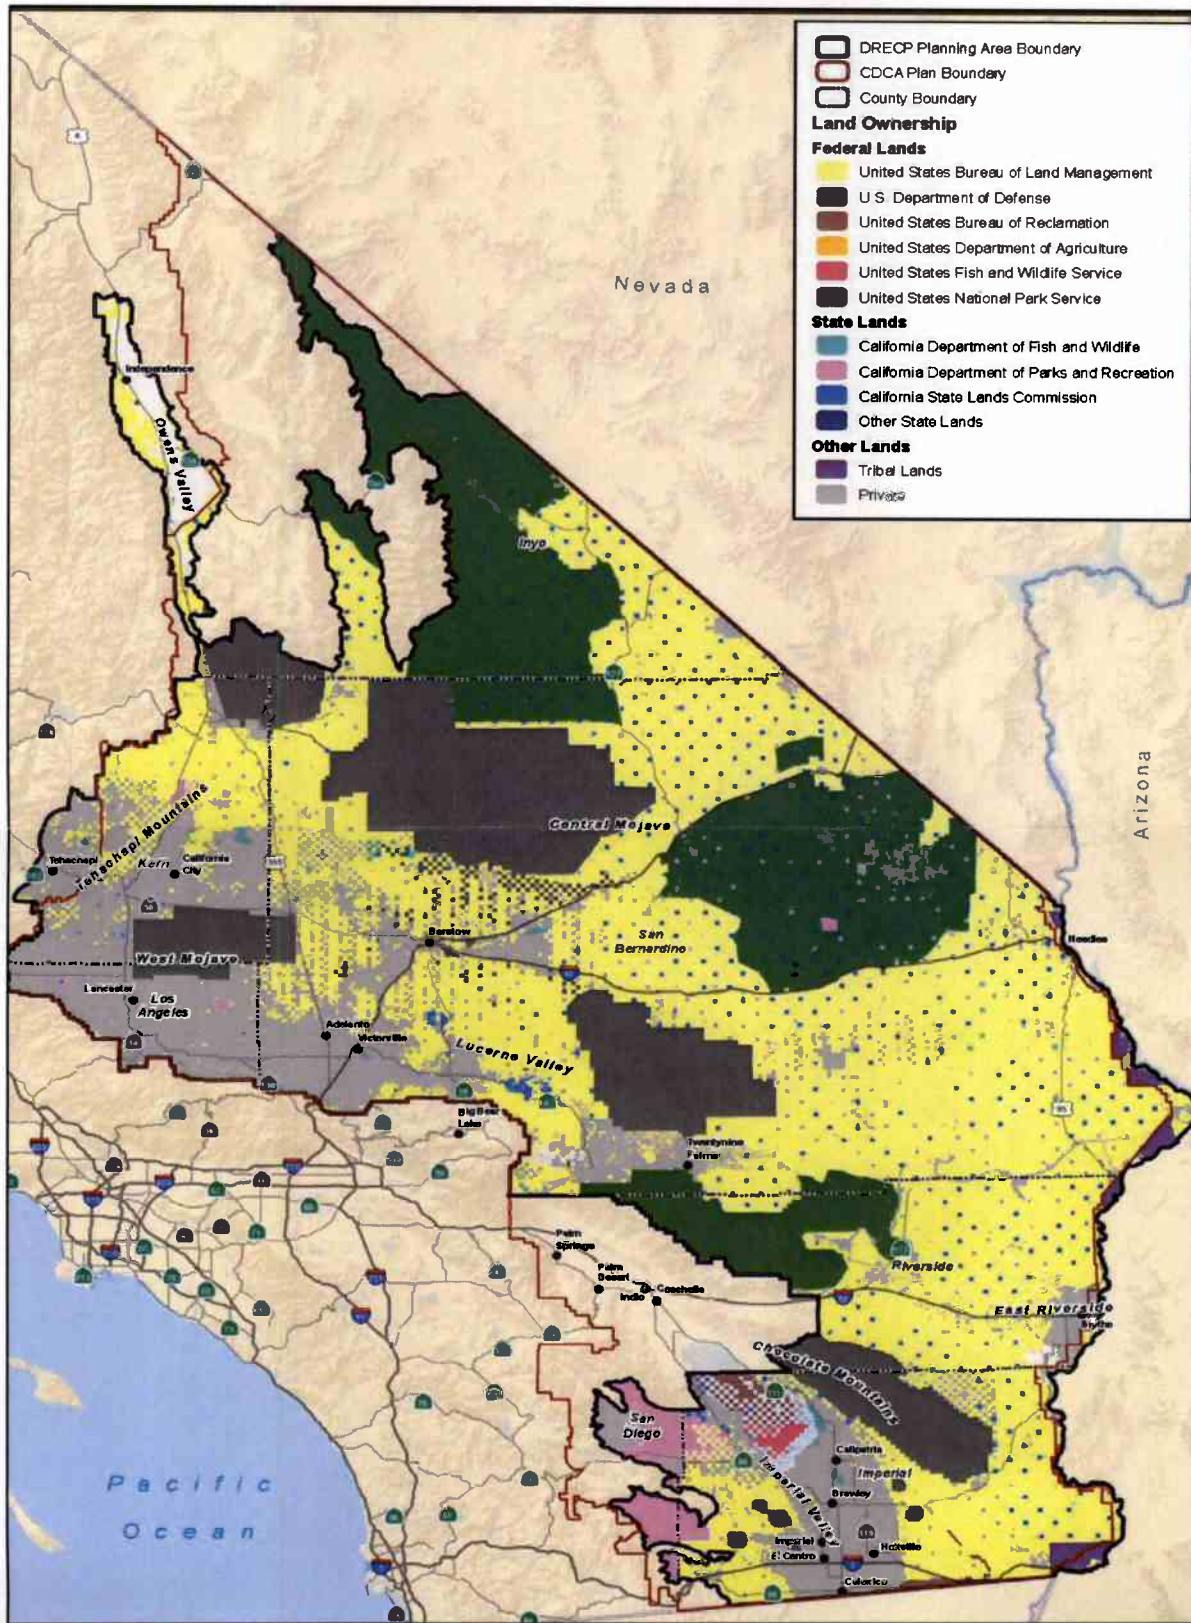 DRECP Planning Area Boundary
CDCA Plan Boundary
County Boundary
Land Ownership
Federal Lands
United States Bureau of Land Management
U.S. Department of Defense
United States Bureau of Reclamation
United States Department of Agriculture
United States Fish and Wildlife Service
United States National Park Service
State Lands
California Department of Fish and Wildlife
California Department of Parks and Recreation
California State Lands Commission
Other State Lands
Other Lands
Tribal Lands
Private
6
Nevada
Independence
Owens Valley
Inyo
Arizona
Central Mojave
Tehachapi Mountains
Tehachapi
Kern
California
City
395
58
Barstow
San
Bernardino
Needles
West Mojave
Lancaster
Los
Angeles
Adelanto
Victorville
Lucerne Valley
Big Bear
Lake
Twentynine
Palms
95
Palm
Springs
Palm
Desert
Indio
Coachella
Riverside
East Riverside
Blythe
Chocolate Mountains
San
Diego
Calipatria
Imperial Valley
Imperial
Brawley
Imperial
El Centro
Holtville
Calexico
Pacific
Ocean